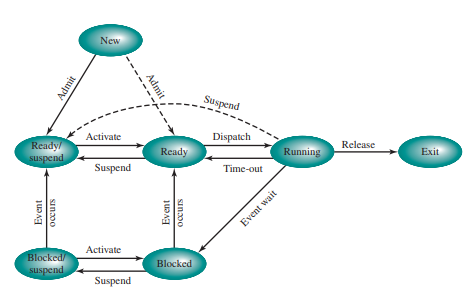 New
Admit
Admit
Suspend
Ready/
suspend
Activate
Suspend
Ready
Dispatch
Time-out
Running
Release
Exit
Event
occurs
Event
occurs
Event wait
Blocked/
suspend
Activate
Suspend
Blocked